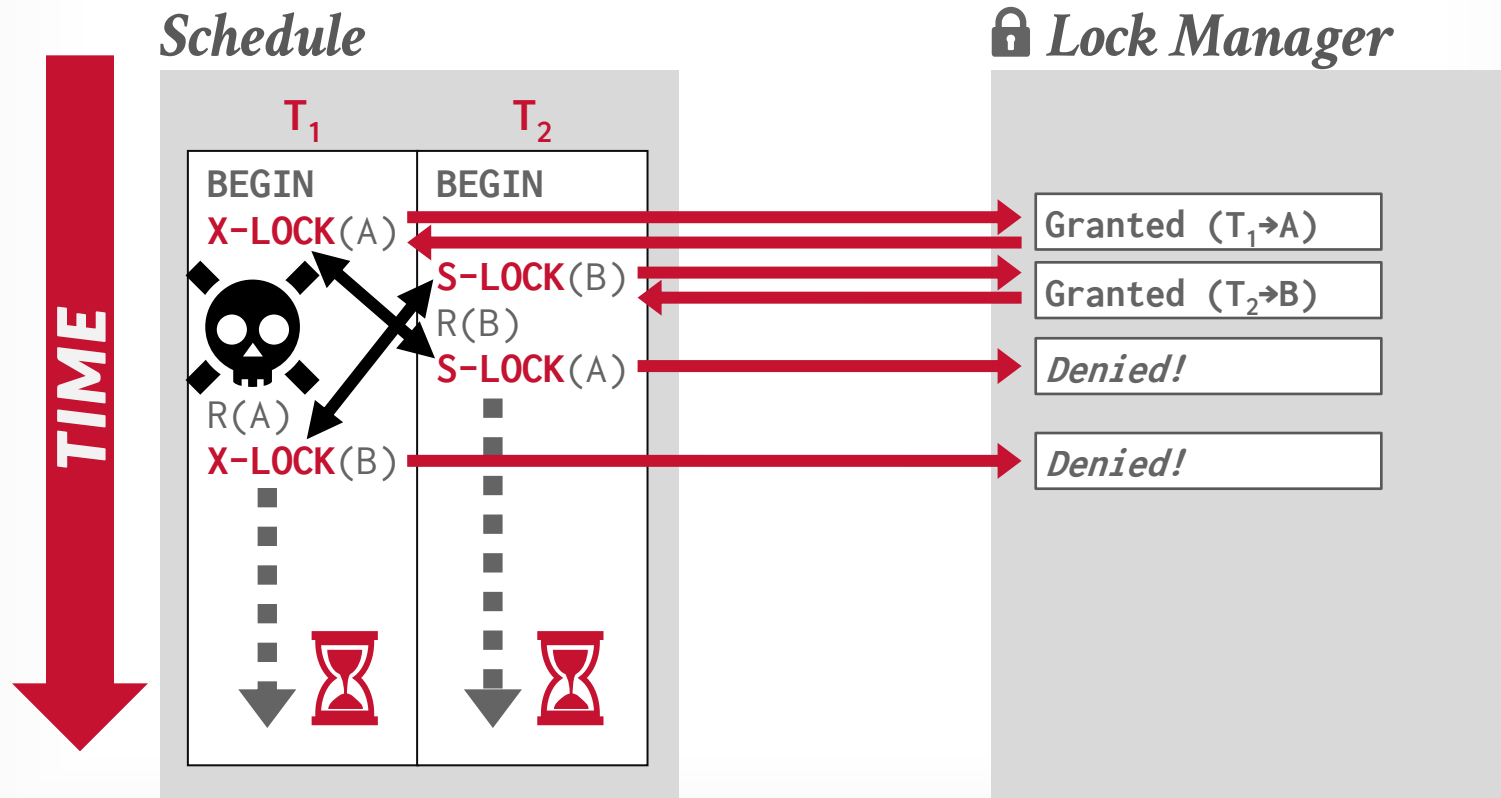 Schedule
Lock Manager
TIME
T₁ T₂
BEGIN BEGIN
X-LOCK(A) Granted (T₁→A)
S-LOCK(B) Granted (T₂→B)
R(B)
S-LOCK(A) Denied!
R(A)
X-LOCK(B) Denied!